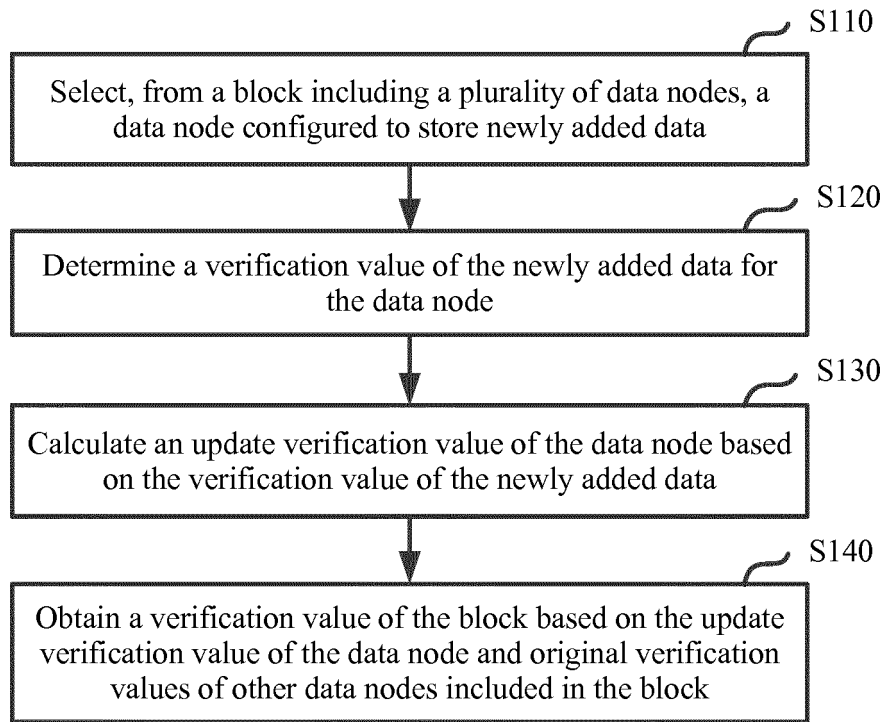 S110
Select, from a block including a plurality of data nodes, a
data node configured to store newly added data
S120
Determine a verification value of the newly added data for
the data node
S130
Calculate an update verification value of the data node based
on the verification value of the newly added data
S140
Obtain a verification value of the block based on the update
verification value of the data node and original verification
values of other data nodes included in the block